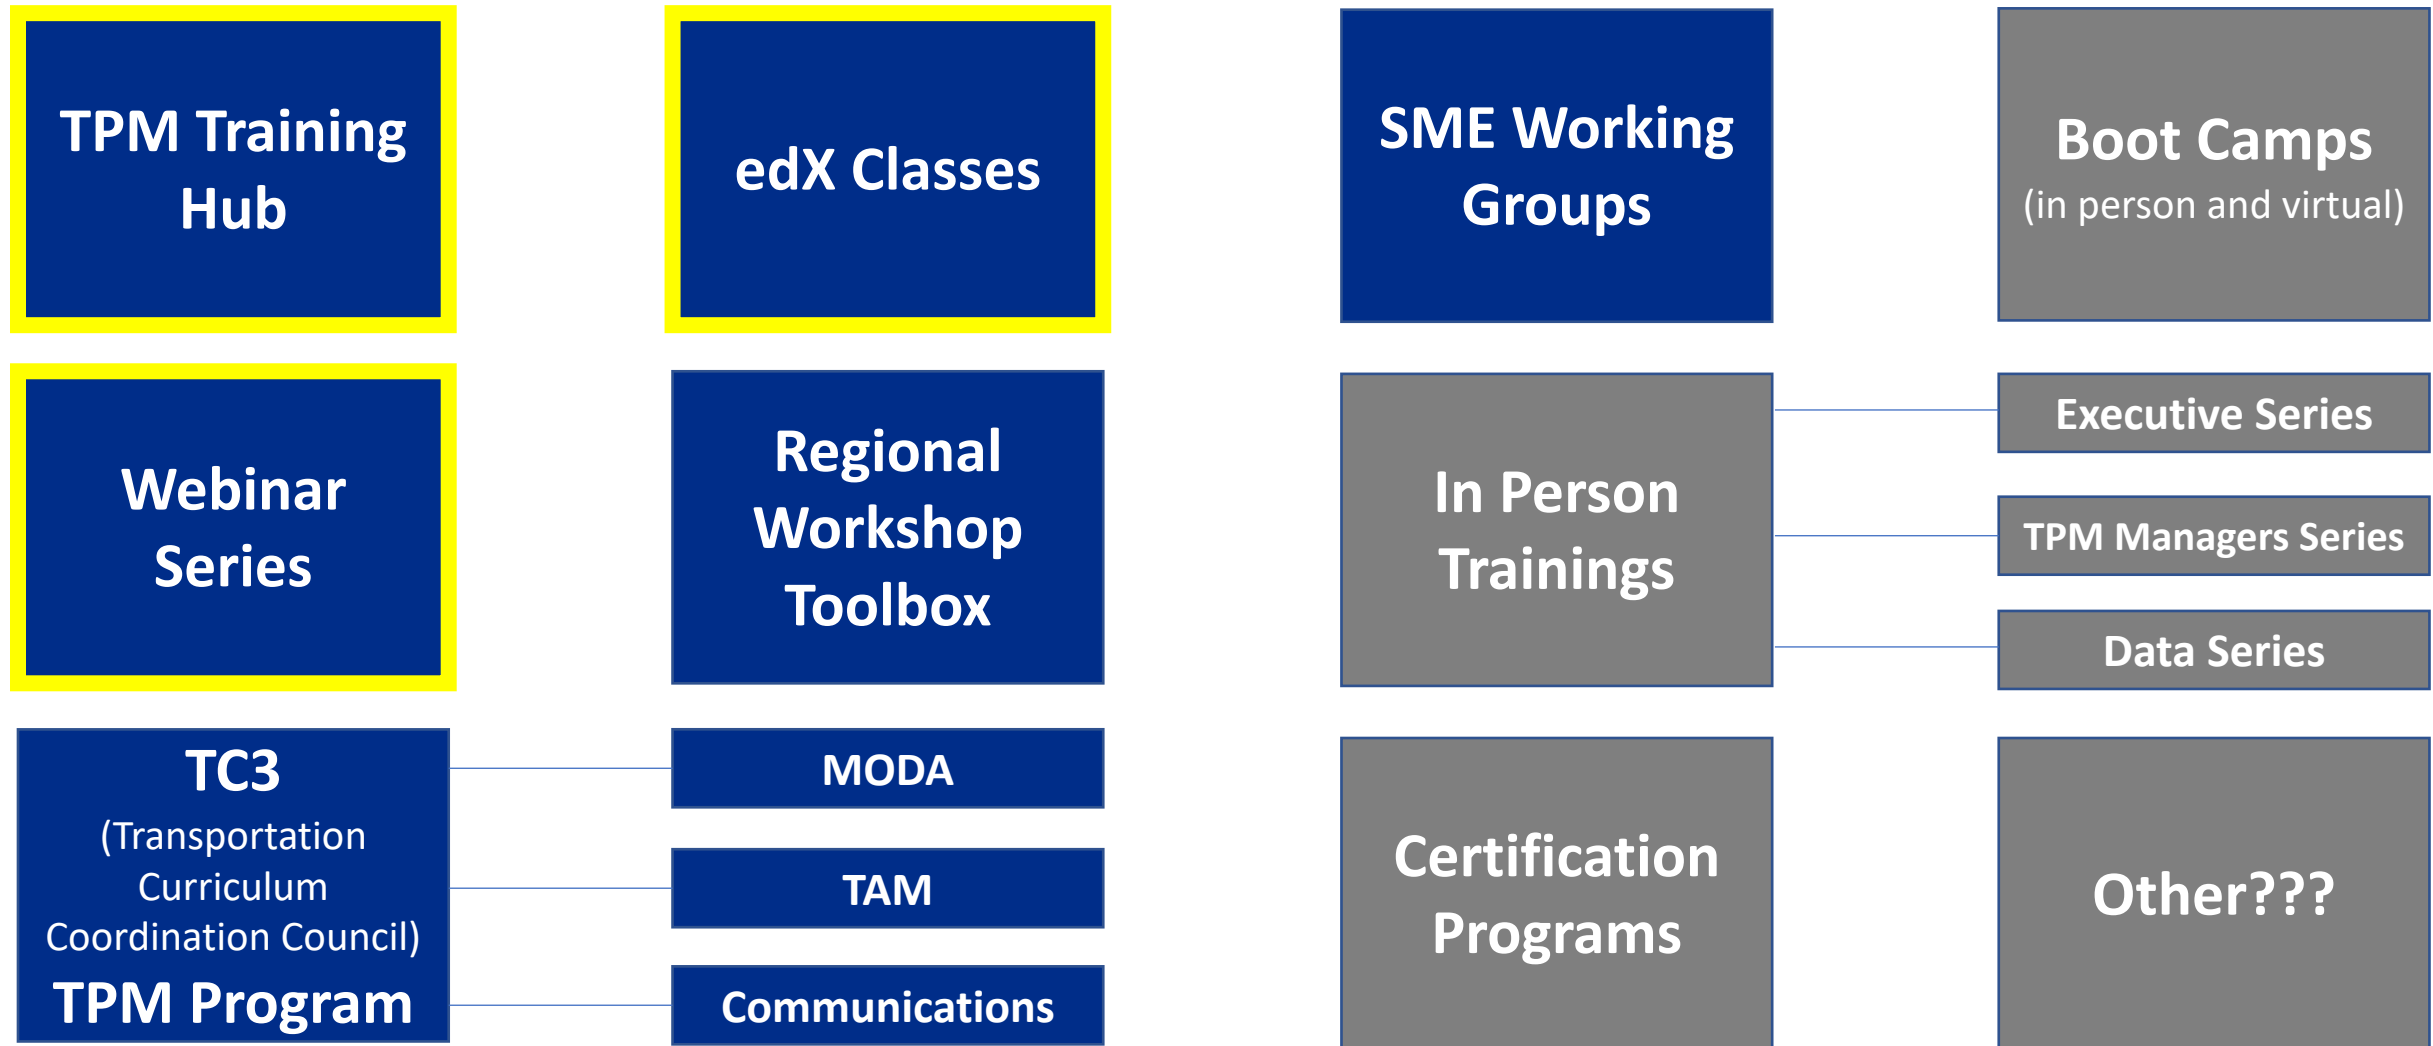 TPM Training
Hub
edX Classes
SME Working
Groups
Boot Camps
(in person and virtual)
Webinar
Series
Regional
Workshop
Toolbox
In Person
Trainings
Executive Series
TPM Managers Series
Data Series
TC3
(Transportation
Curriculum
Coordination Council)
TPM Program
MODA
TAM
Communications
Certification
Programs
Other???